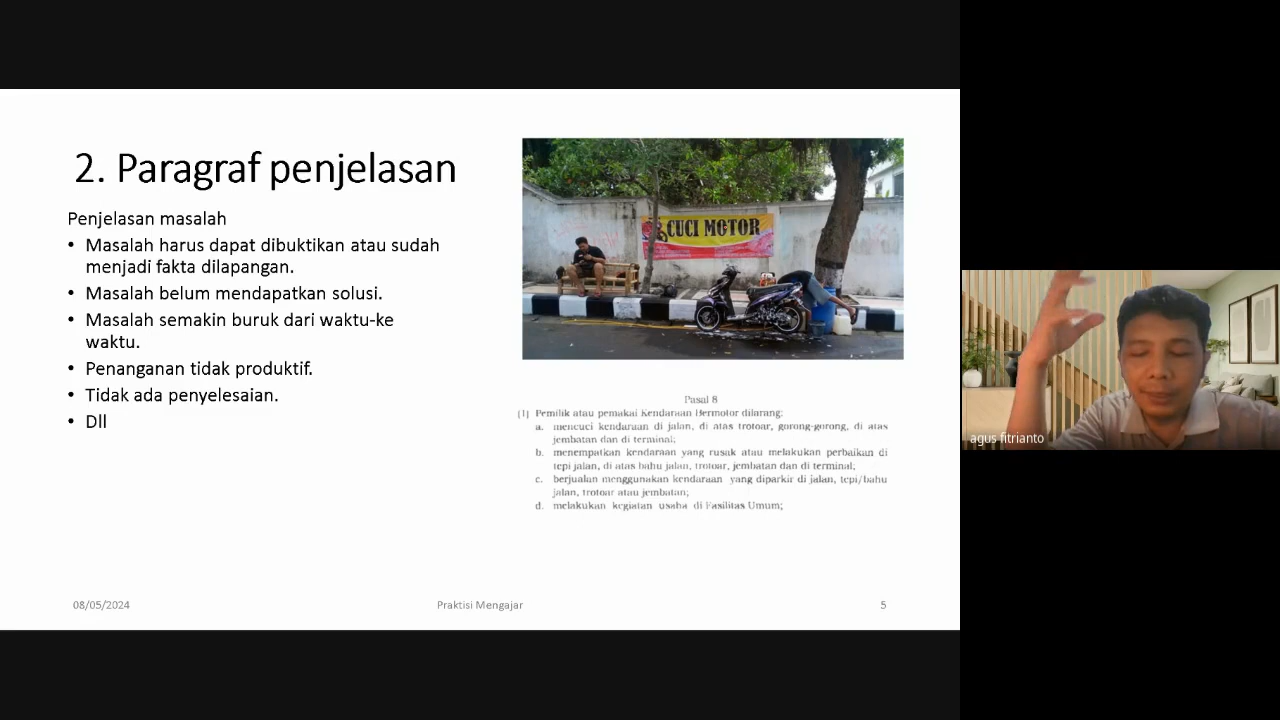 2. Paragraf penjelasan
Penjelasan masalah
• Masalah harus dapat dibuktikan atau sudah
menjadi fakta dilapangan.
• Masalah belum mendapatkan solusi.
• Masalah semakin buruk dari waktu-ke
waktu.
• Penanganan tidak produktif.
• Tidak ada penyelesaian.
• Dll
CUCI MOTOR
Pasal 8
(1) Pemilik atau pemakai Kendaraan Bermotor dilarang:
a. mencuci kendaraan di jalan, di atas trotoar, gorong-gorong, di atas
jembatan dan di terminal;
b. menempatkan kendaraan yang rusak atau melakukan perbaikan di
tepi jalan, di atas bahu jalan, trotoar, jembatan dan di terminal;
c. berjualan menggunakan kendaraan yang diparkir di jalan, tepi/bahu
jalan, trotoar atau jembatan;
d. melakukan kegiatan usaha di Fasilitas Umum;
08/05/2024
Praktisi Mengajar
5
agus fitrianto